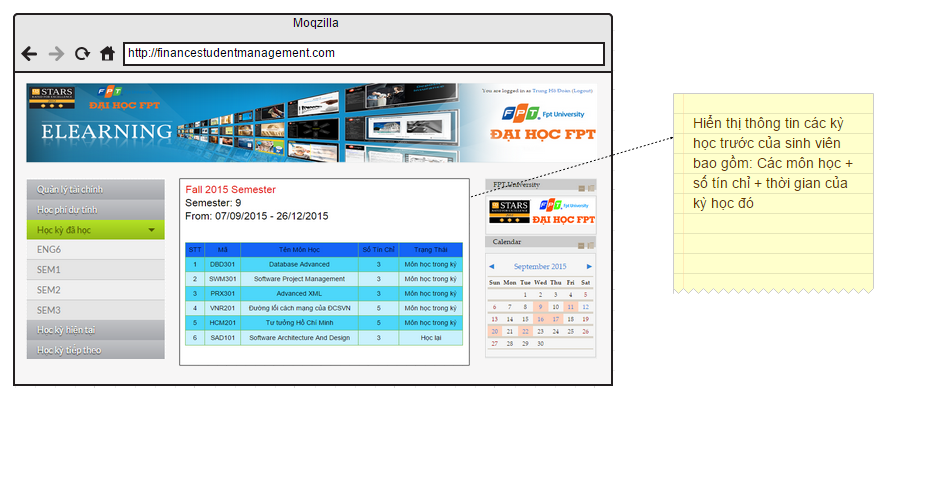 Moqzilla
http://financestudentmanagement.com
STARS
FPT
ĐẠI HỌC FPT
ELEARNING
You are logged in as Trung Hồ Đoàn (Logout)
FPT Fpt University
ĐẠI HỌC FPT
Quản lý tài chính
Học phí dự tính
Học kỳ đã học
ENG6
SEM1
SEM2
SEM3
Học kỳ hiện tại
Học kỳ tiếp theo
Fall 2015 Semester
Semester: 9
From: 07/09/2015 - 26/12/2015
STT Mã Tên Môn Học Số Tín Chỉ Trạng Thái
1 DBD301 Database Advanced 3 Môn học trong kỳ
2 SWM301 Software Project Management 3 Môn học trong kỳ
3 PRX301 Advanced XML 3 Môn học trong kỳ
4 VNR201 Đường lối cách mạng của ĐCSVN 5 Môn học trong kỳ
5 HCM201 Tư tưởng Hồ Chí Minh 5 Môn học trong kỳ
6 SAD101 Software Architecture And Design 3 Học lại
FPT University
STARS
FPT Fpt University
ĐẠI HỌC FPT
Calendar
September 2015
Sun Mon Tue Wed Thu Fri Sat
1 2 3 4 5
6 7 8 9 10 11 12
13 14 15 16 17 18 19
20 21 22 23 24 25 26
27 28 29 30
Hiển thị thông tin các kỳ
học trước của sinh viên
bao gồm: Các môn học +
số tín chỉ + thời gian của
kỳ học đó